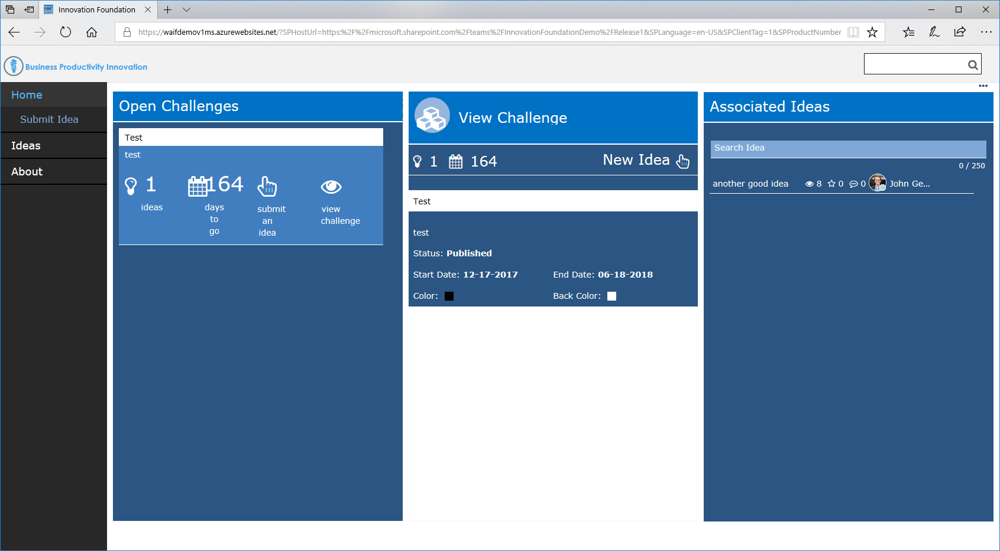 Innovation Foundation
https://waifdemov1ms.azurewebsites.net/?SPHostUrl=https:%2F%2Fmicrosoft.sharepoint.com%2Fteams%2FInnovationFoundationDemo%2FRelease1&SPLanguage=en-US&SPClientTag=1&SPProductNumber
Business Productivity Innovation
Home
Submit Idea
Ideas
About
Open Challenges
Test
test
1
ideas
164
days
to
go
submit
an
idea
view
challenge
View Challenge
1 164 New Idea
Test
test
Status: Published
Start Date: 12-17-2017 End Date: 06-18-2018
Color: Back Color:
Associated Ideas
Search Idea
0 / 250
another good idea 8 0 0 John Ge...